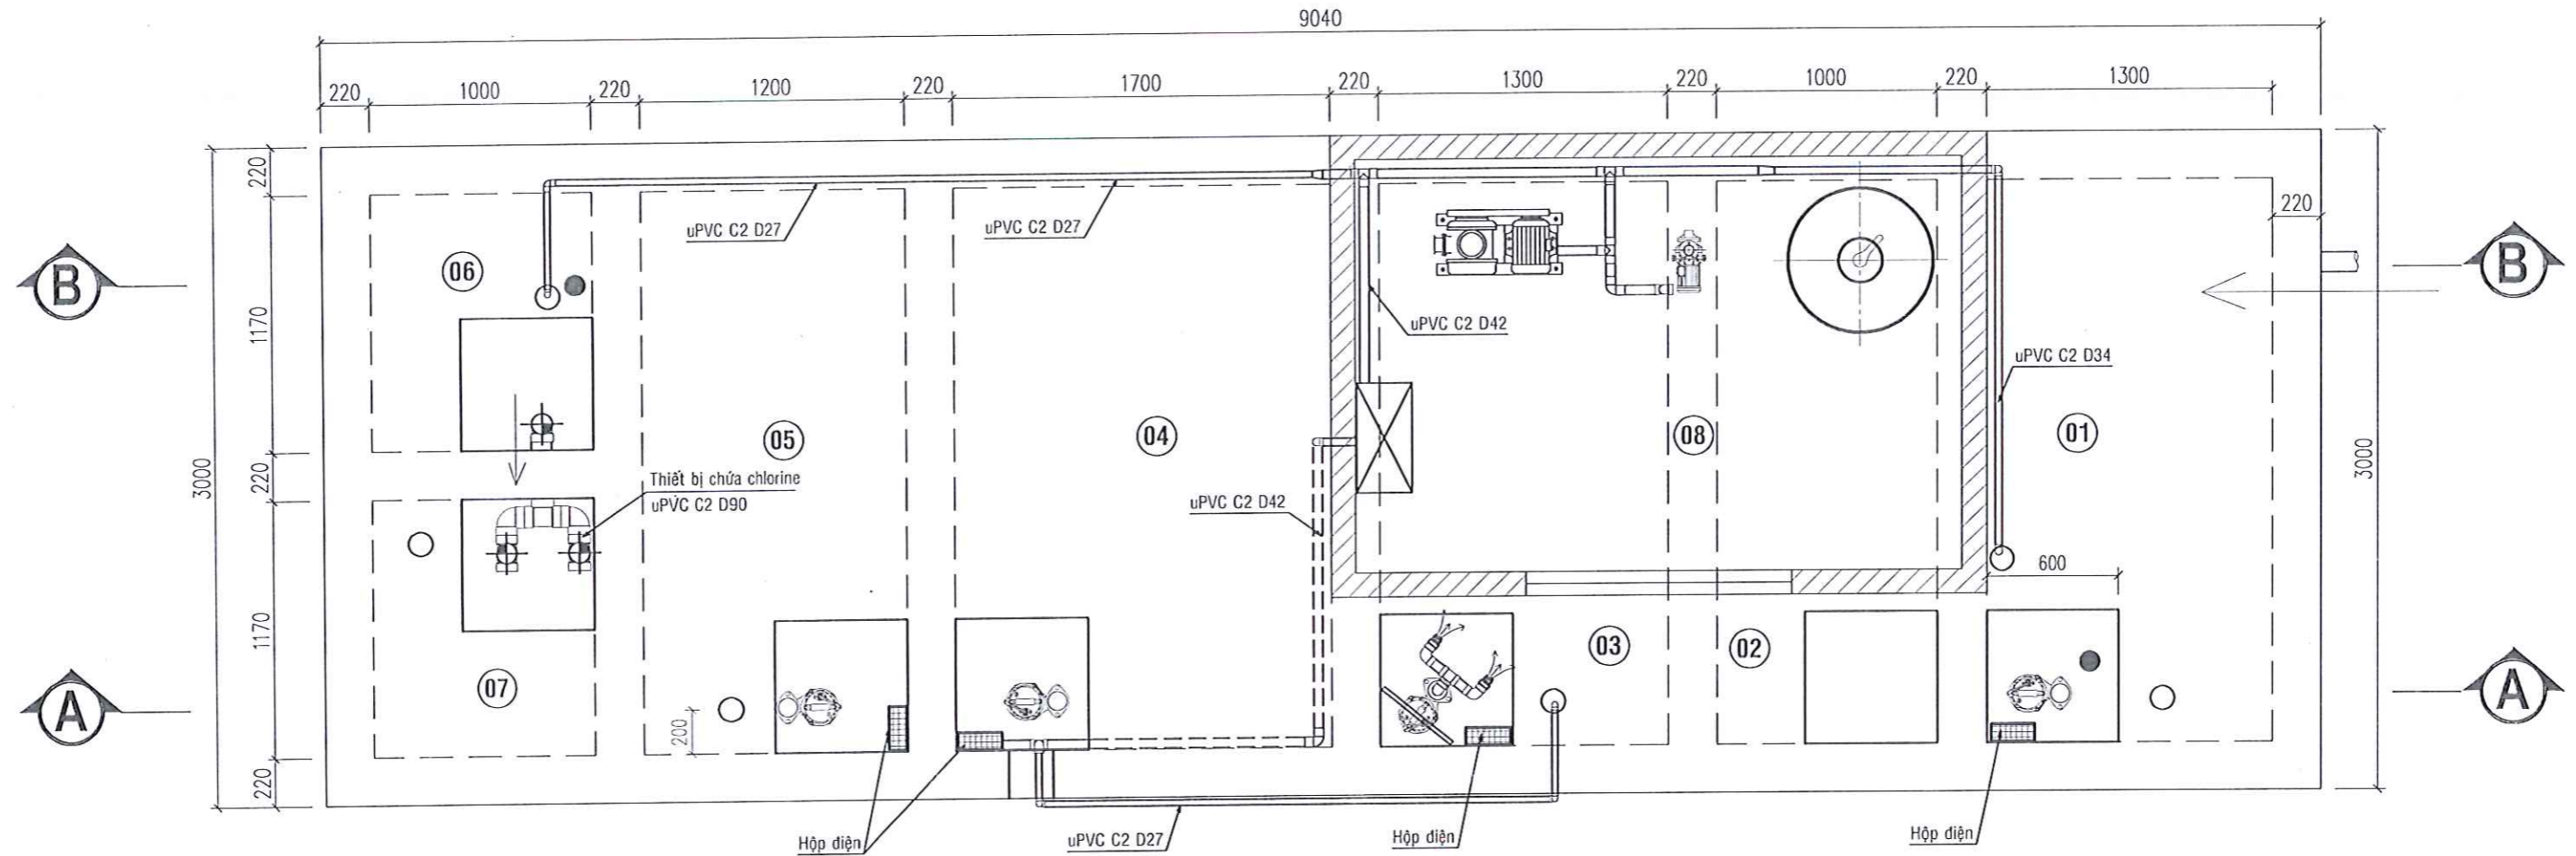 9040
220 1000 220 1200 220 1700 220 1300 220 1000 220 1300
220
220
1170
220
1170
220
3000
3000
uPVC C2 D27
uPVC C2 D27
06
B
B
uPVC C2 D42
uPVC C2 D34
05
04
08
01
Thiết bị chứa chlorine
uPVC C2 D90
uPVC C2 D42
600
03
02
07
200
A
A
Hộp điện
uPVC C2 D27
Hộp điện
Hộp điện